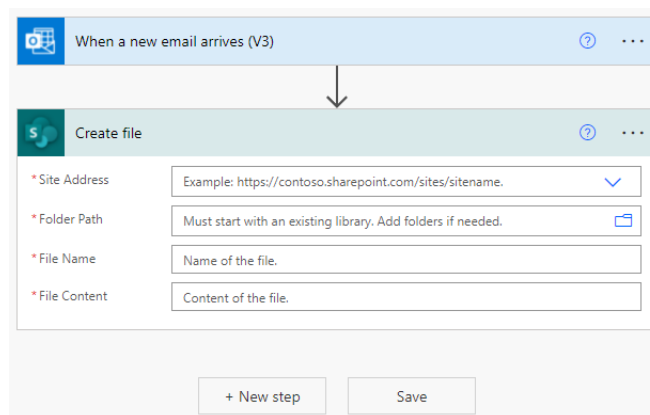 When a new email arrives (V3)
S
Create file
* Site Address
Example: https://contoso.sharepoint.com/sites/sitename.
* Folder Path
Must start with an existing library. Add folders if needed.
* File Name
Name of the file.
* File Content
Content of the file.
+ New step
Save